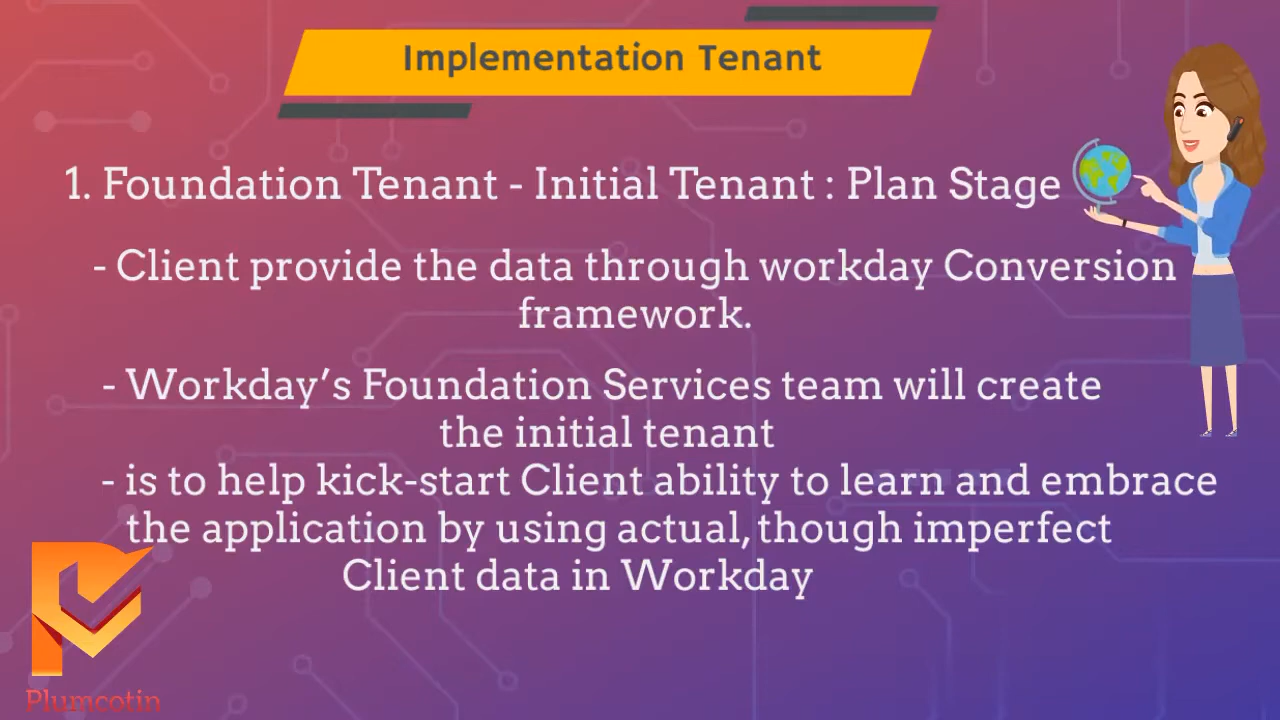 Implementation Tenant
1. Foundation Tenant - Initial Tenant : Plan Stage
- Client provide the data through workday Conversion
framework.
- Workday’s Foundation Services team will create
the initial tenant
- is to help kick-start Client ability to learn and embrace
the application by using actual, though imperfect
Client data in Workday
Plumcotin